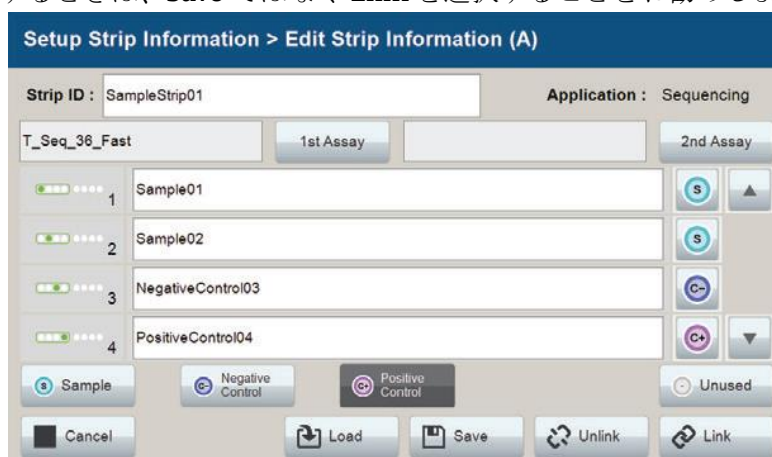 Setup Strip Information > Edit Strip Information (A)
Strip ID : SampleStrip01 Application : Sequencing
T_Seq_36_Fast 1st Assay 2nd Assay
1 Sample01 S
2 Sample02 S
3 NegativeControl03 C-
4 PositiveControl04 C+
S Sample C- Negative Control C+ Positive Control Unused
Cancel Load Save Unlink Link